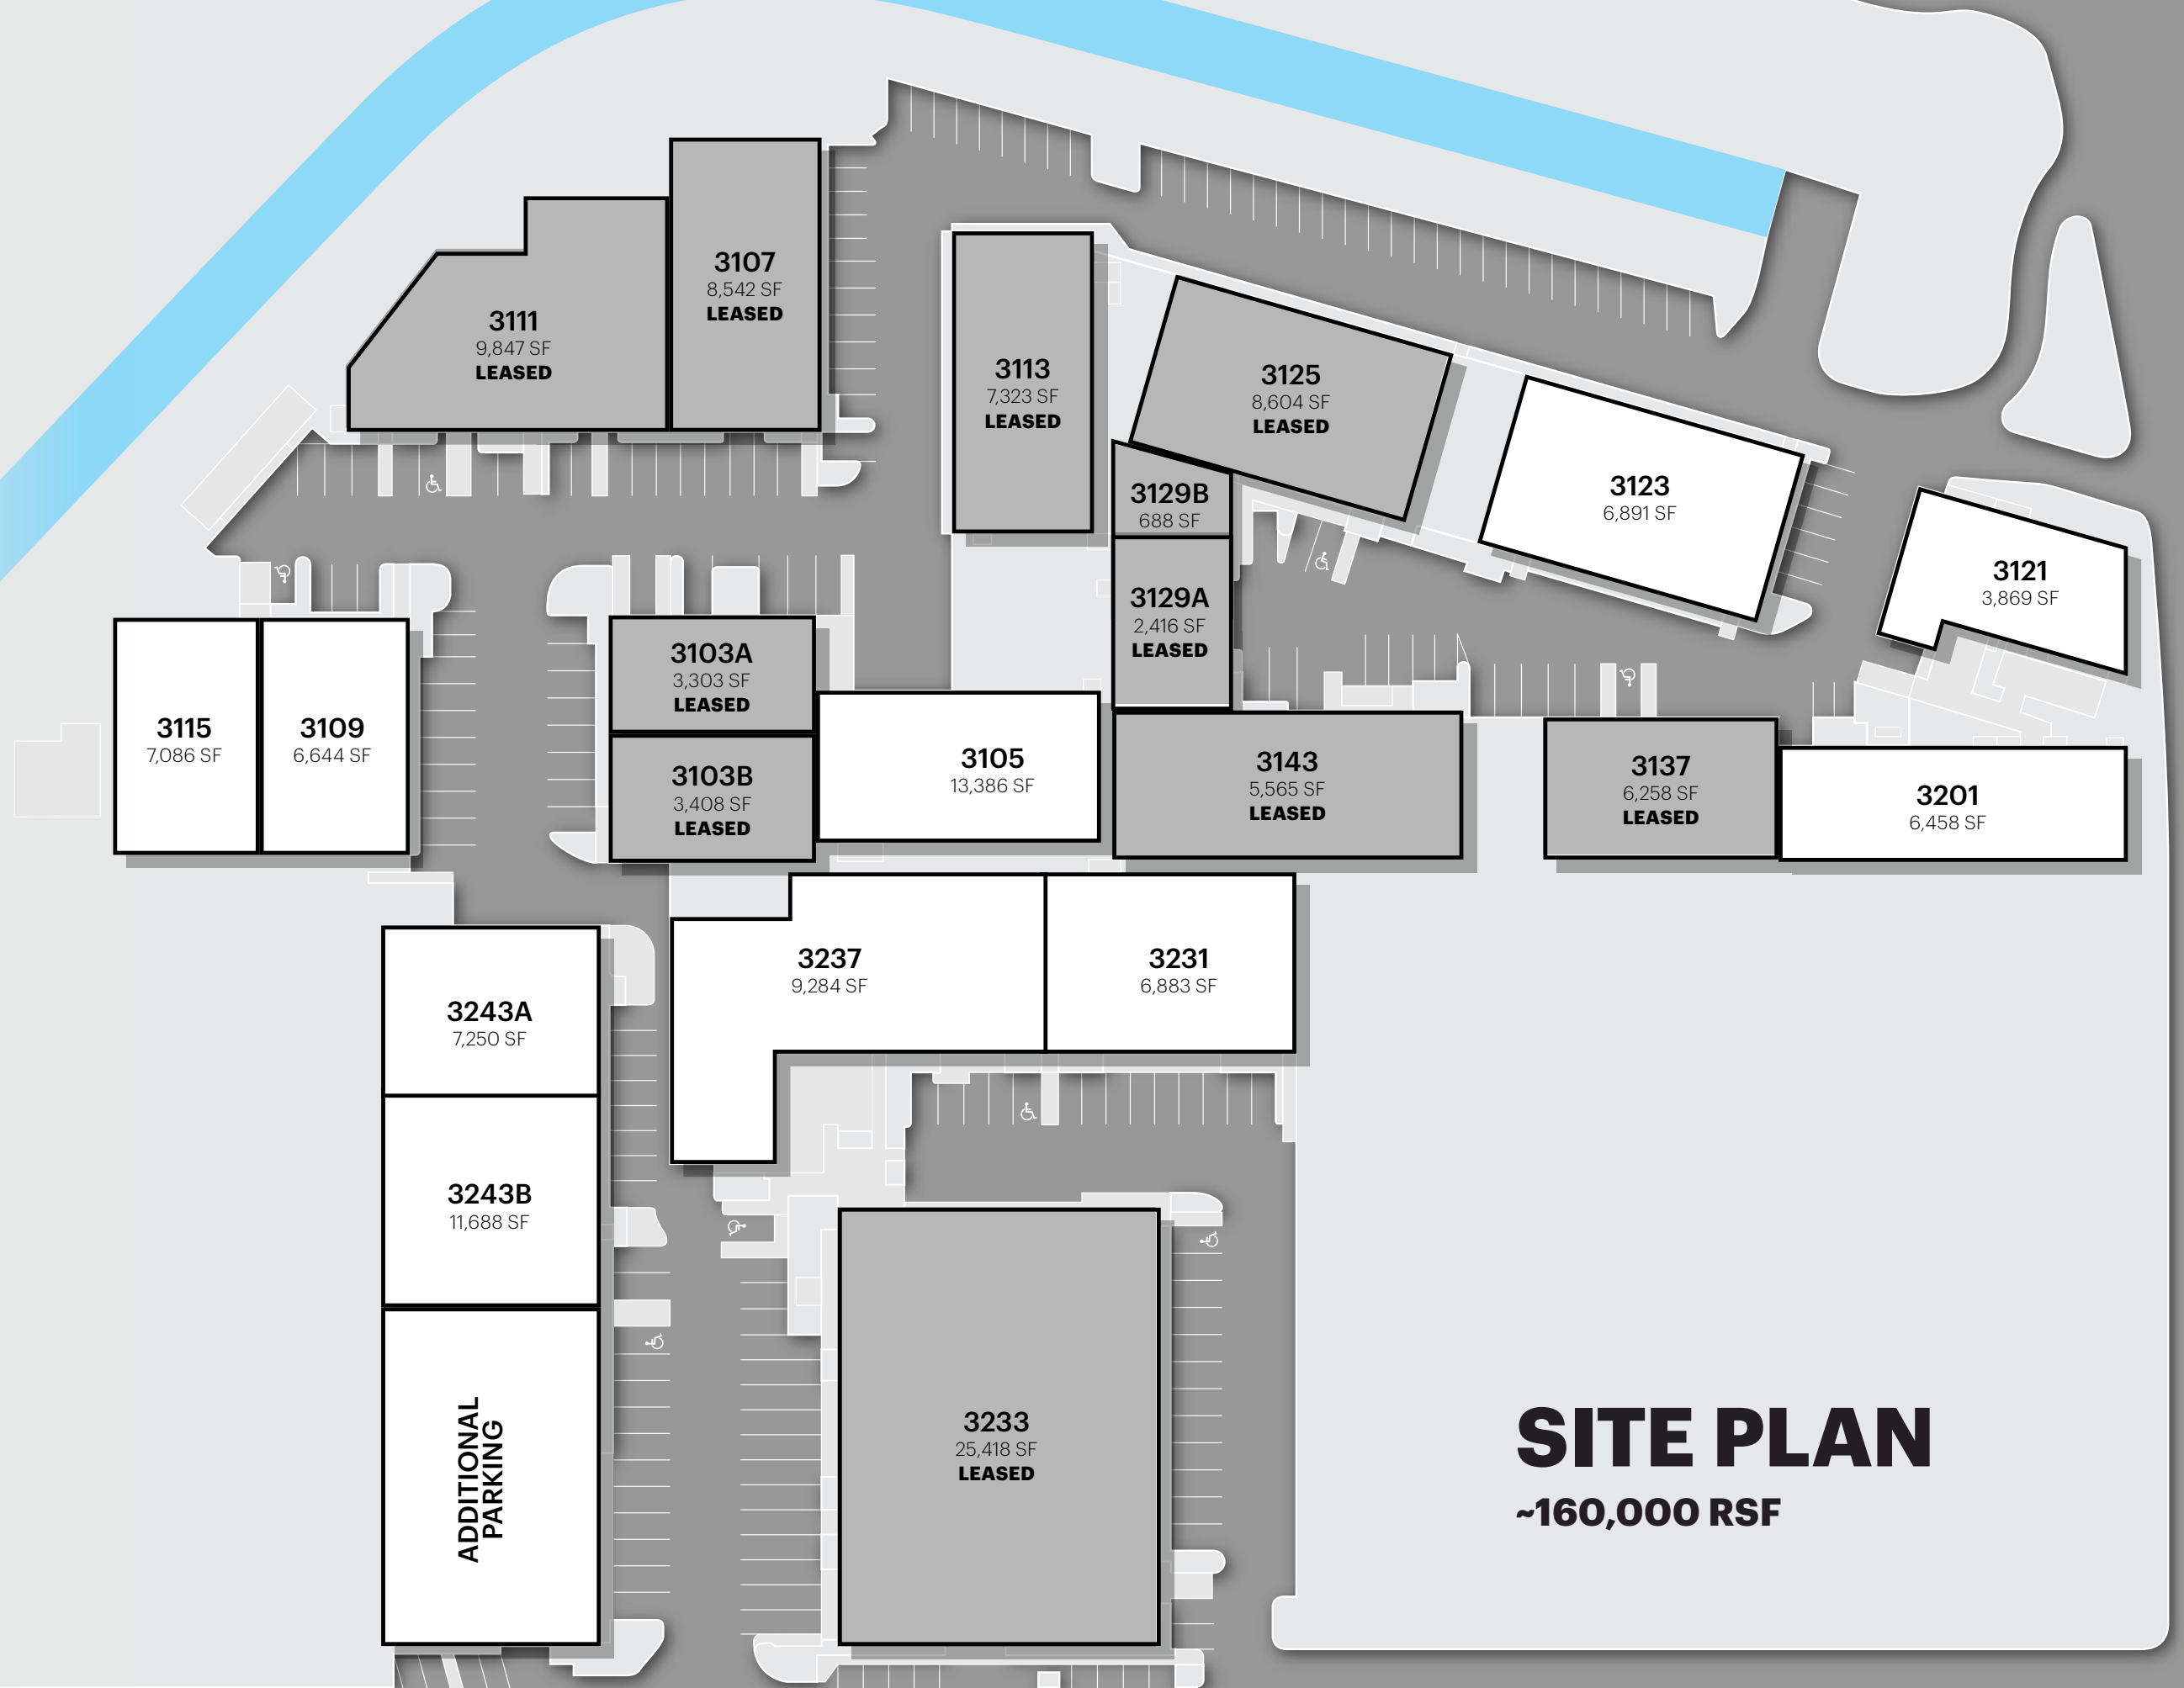 3107
8,542 SF
LEASED
3111
9,847 SF
LEASED
3113
7,323 SF
LEASED
3125
8,604 SF
LEASED
3123
6,891 SF
3129B
688 SF
3121
3,869 SF
3129A
2,416 SF
LEASED
3115
7,086 SF
3109
6,644 SF
3103A
3,303 SF
LEASED
3103B
3,408 SF
LEASED
3105
13,386 SF
3143
5,565 SF
LEASED
3137
6,258 SF
LEASED
3201
6,458 SF
3237
9,284 SF
3231
6,883 SF
3243A
7,250 SF
3243B
11,688 SF
ADDITIONAL
PARKING
3233
25,418 SF
LEASED
SITE PLAN
~160,000 RSF